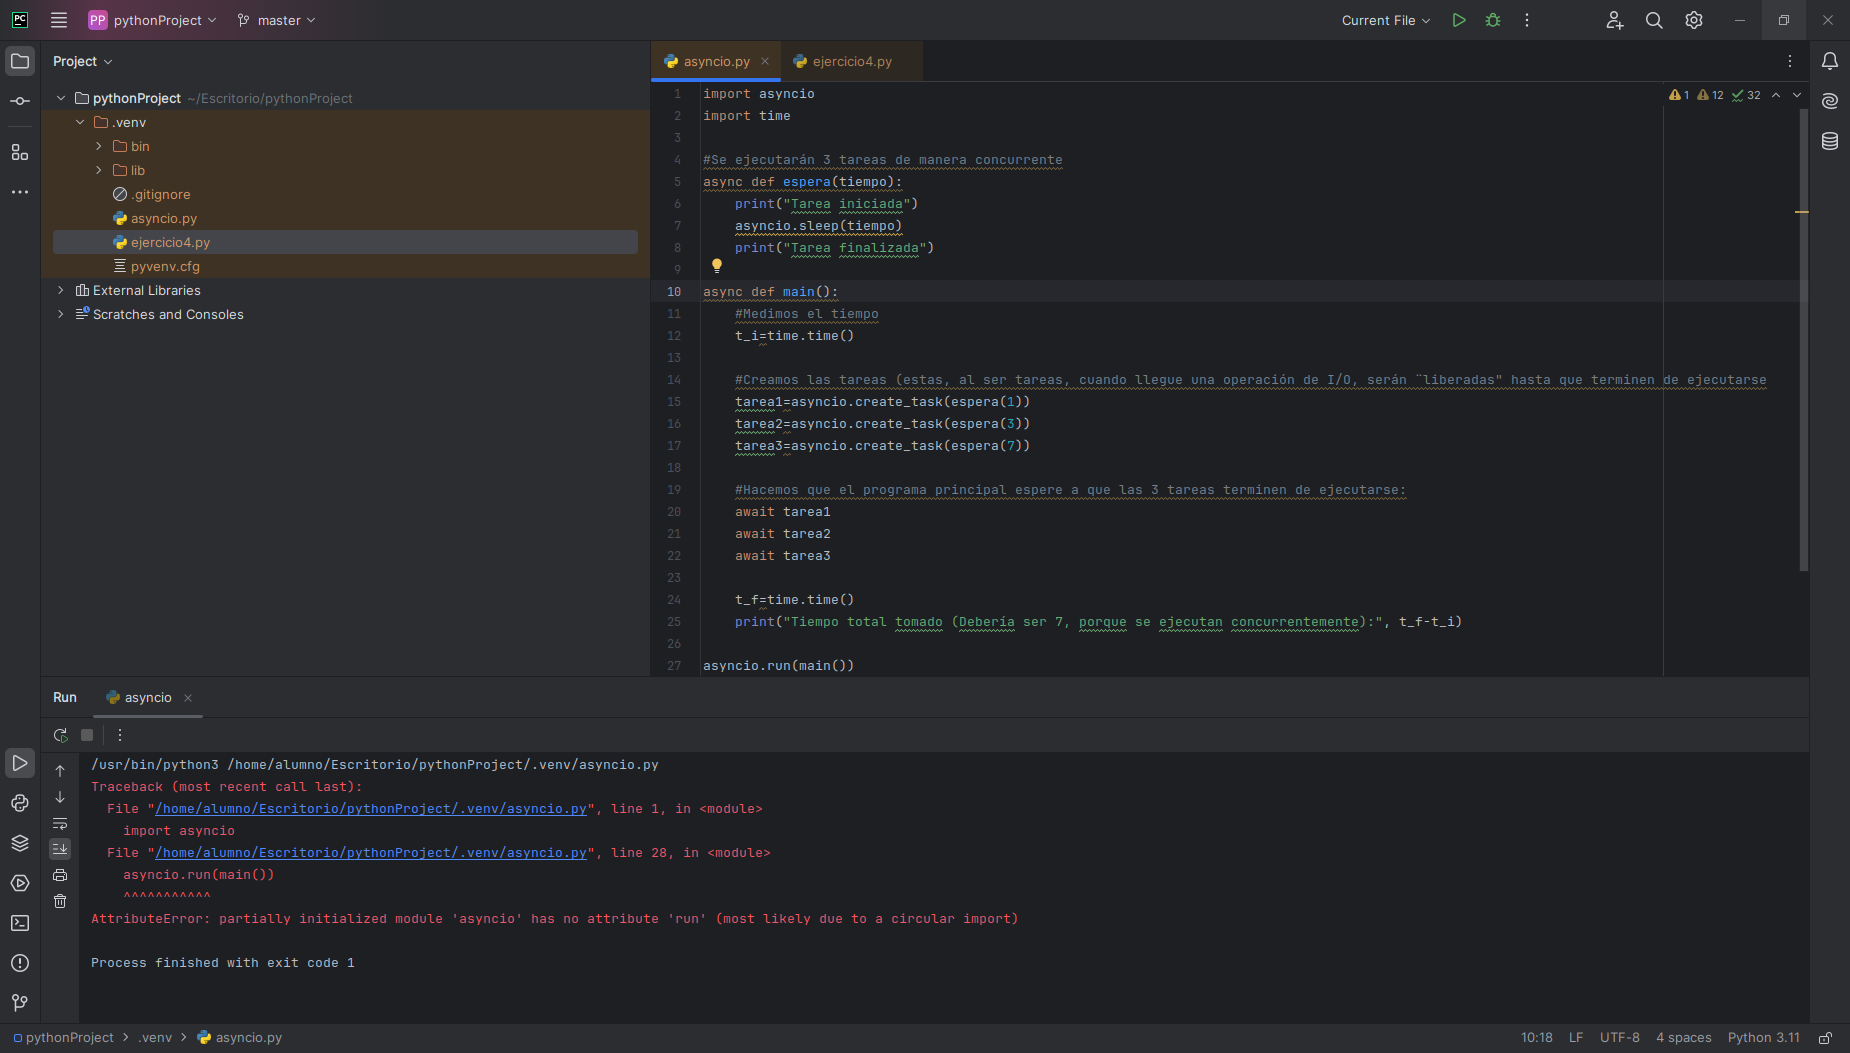 PC
PP pythonProject
master
Current File
Project
pythonProject ~/Escritorio/pythonProject
.venv
bin
lib
.gitignore
asyncio.py
ejercicio4.py
pyvenv.cfg
External Libraries
Scratches and Consoles
asyncio.py
ejercicio4.py
1 12 32
1 import asyncio
2 import time
3
4 #Se ejecutarán 3 tareas de manera concurrente
5 async def espera(tiempo):
6 print("Tarea iniciada")
7 asyncio.sleep(tiempo)
8 print("Tarea finalizada")
9
10 async def main():
11 #Medimos el tiempo
12 t_i=time.time()
13
14 #Creamos las tareas (estas, al ser tareas, cuando llegue una operación de I/O, serán ¨liberadas" hasta que terminen de ejecutarse
15 tarea1=asyncio.create_task(espera(1))
16 tarea2=asyncio.create_task(espera(3))
17 tarea3=asyncio.create_task(espera(7))
18
19 #Hacemos que el programa principal espere a que las 3 tareas terminen de ejecutarse:
20 await tarea1
21 await tarea2
22 await tarea3
23
24 t_f=time.time()
25 print("Tiempo total tomado (Debería ser 7, porque se ejecutan concurrentemente):", t_f-t_i)
26
27 asyncio.run(main())
Run
asyncio
/usr/bin/python3 /home/alumno/Escritorio/pythonProject/.venv/asyncio.py
Traceback (most recent call last):
File "/home/alumno/Escritorio/pythonProject/.venv/asyncio.py", line 1, in <module>
import asyncio
File "/home/alumno/Escritorio/pythonProject/.venv/asyncio.py", line 28, in <module>
asyncio.run(main())
^^^^^^^^^^^
AttributeError: partially initialized module 'asyncio' has no attribute 'run' (most likely due to a circular import)
Process finished with exit code 1
pythonProject > .venv > asyncio.py
10:18 LF UTF-8 4 spaces Python 3.11